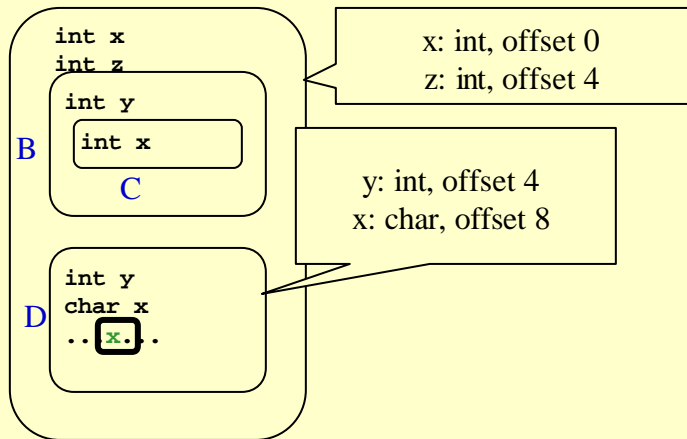 int x
int z
x: int, offset 0
z: int, offset 4
int y
B
int x
C
y: int, offset 4
x: char, offset 8
int y
char x
D
...x...